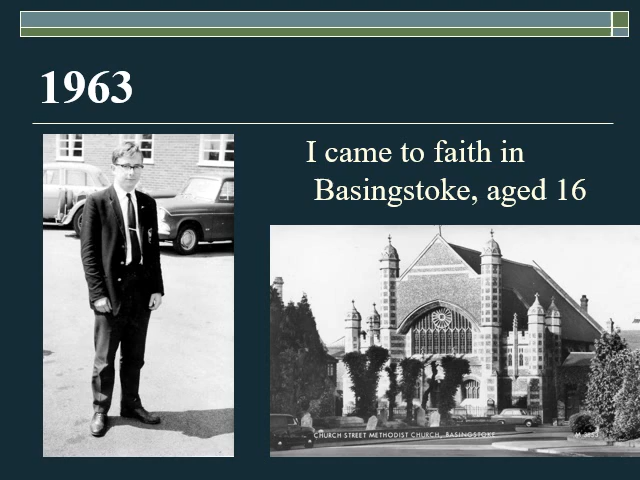 1963
I came to faith in
Basingstoke, aged 16
CHURCH STREET METHODIST CHURCH, BASINGSTOKE